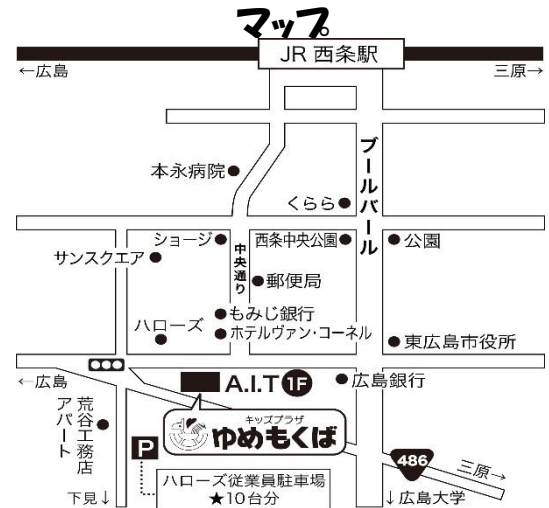 マップ
JR 西条駅
←広島
三原→
本永病院
ブールバール
くらら
ショージ
中央通り
西条中央公園
公園
サンスクエア
郵便局
もみじ銀行
ハローズ
ホテルヴァン・コーネル
東広島市役所
←広島
A.I.T 1F
広島銀行
荒谷工務店
アパート
キッズプラザ
ゆめもくば
P
486
三原→
ハローズ従業員駐車場
★10台分
下見↓
↓広島大学